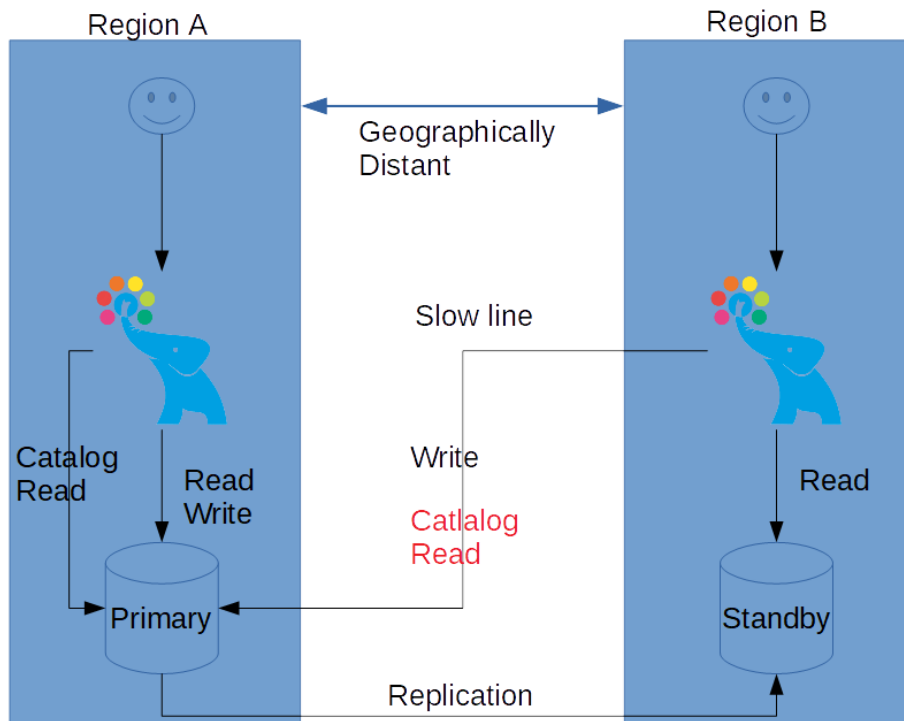 Region A
Region B
Geographically
Distant
Slow line
Catalog
Read
Read
Write
Write
Catlalog
Read
Read
Primary
Standby
Replication